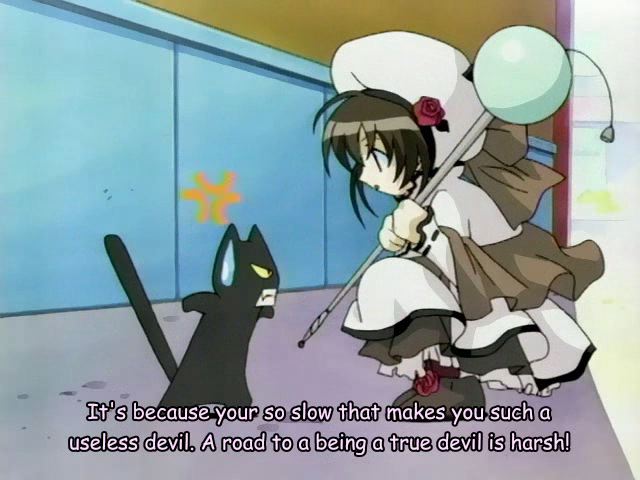 It's because your so slow that makes you such a
useless devil. A road to a being a true devil is harsh!